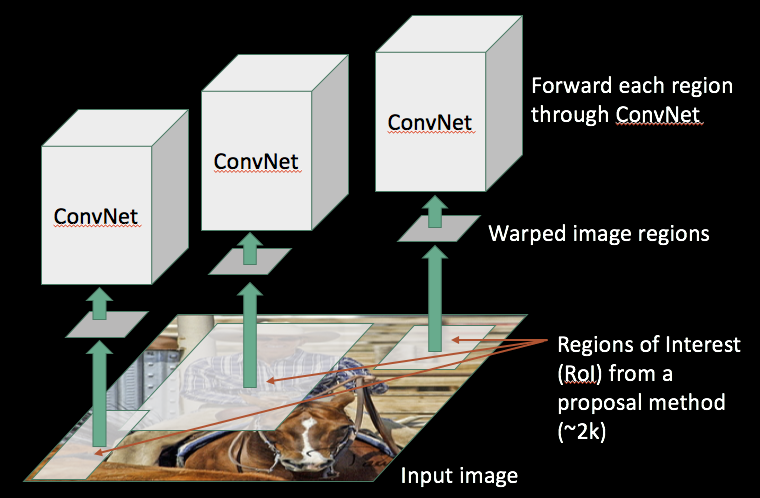 ConvNet
ConvNet
ConvNet
Forward each region
through ConvNet
Warped image regions
Regions of Interest
(RoI) from a
proposal method
(~2k)
Input image